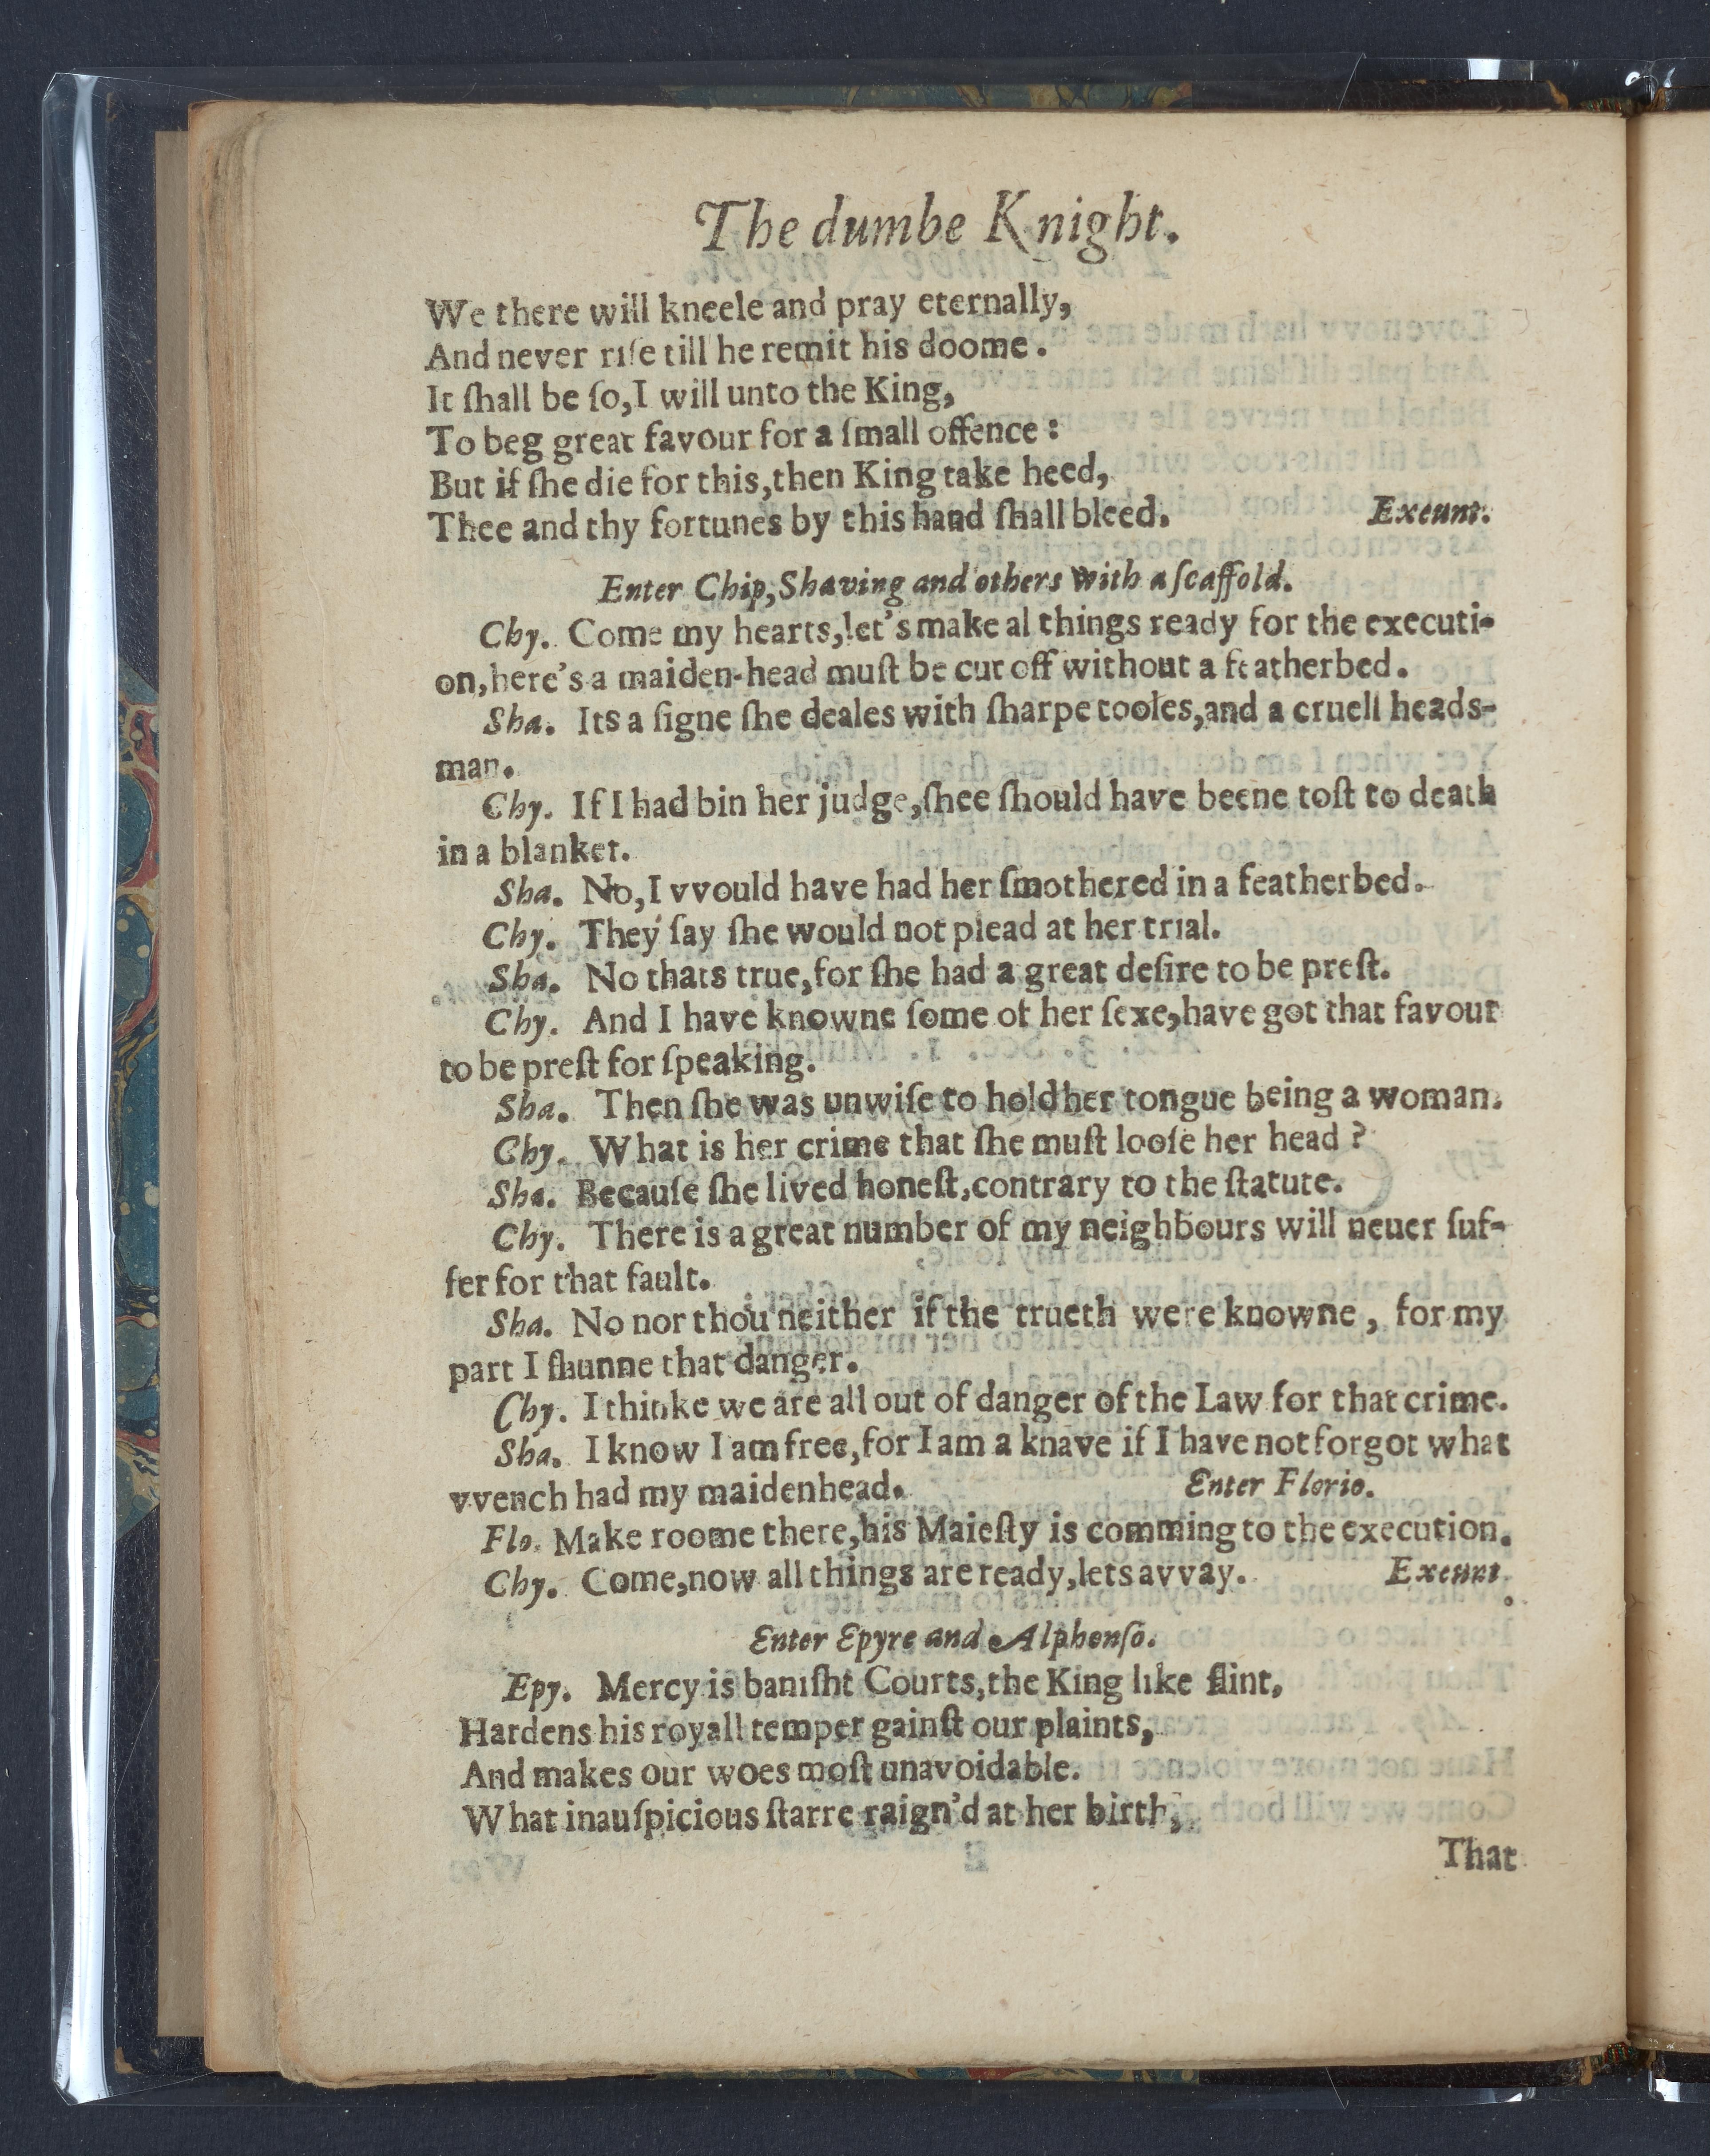 The dumbe Knight.
We there will kneele and pray eternally,
And never riſe till he remit his doome.
It ſhall be ſo, I will unto the King,
To beg great favour for a ſmall offence:
But if ſhe die for this, then King take heed,
Thee and thy fortunes by this hand ſhall bleed. Exeunt.
Enter Chip, Shaving and others with a ſcaffold.
Chy. Come my hearts, let's make al things ready for the executi-
on, here's a maiden-head muſt be cut off without a featherbed.
Sha. Its a ſigne ſhe deales with ſharpe tooles, and a cruell heads-
man.
Chy. If I had bin her judge, ſhee ſhould have beene toſt to death
in a blanket.
Sha. No, I vvould have had her ſmothered in a featherbed.
Chy. They ſay ſhe would not plead at her trial.
Sha. No thats true, for ſhe had a great deſire to be preſt.
Chy. And I have knowne ſome of her ſexe, have got that favour
to be preſt for ſpeaking.
Sha. Then ſhe was unwiſe to hold her tongue being a woman.
Chy. What is her crime that ſhe muſt looſe her head?
Sha. Becauſe ſhe lived honeſt, contrary to the ſtatute.
Chy. There is a great number of my neighbours will neuer ſuf-
fer for that fault.
Sha. No nor thou neither if the trueth were knowne, for my
part I ſhunne that danger.
Chy. I thinke we are all out of danger of the Law for that crime.
Sha. I know I am free, for I am a knave if I have not forgot what
vvench had my maidenhead. Enter Florio.
Flo. Make roome there, his Maieſty is comming to the execution.
Chy. Come, now all things are ready, lets avvay. Exeunt.
Enter Epyre and Alphonſo.
Epy. Mercy is baniſht Courts, the King like flint,
Hardens his royall temper gainſt our plaints,
And makes our woes moſt unavoidable.
What inauſpicious ſtarre raign'd at her birth,
That